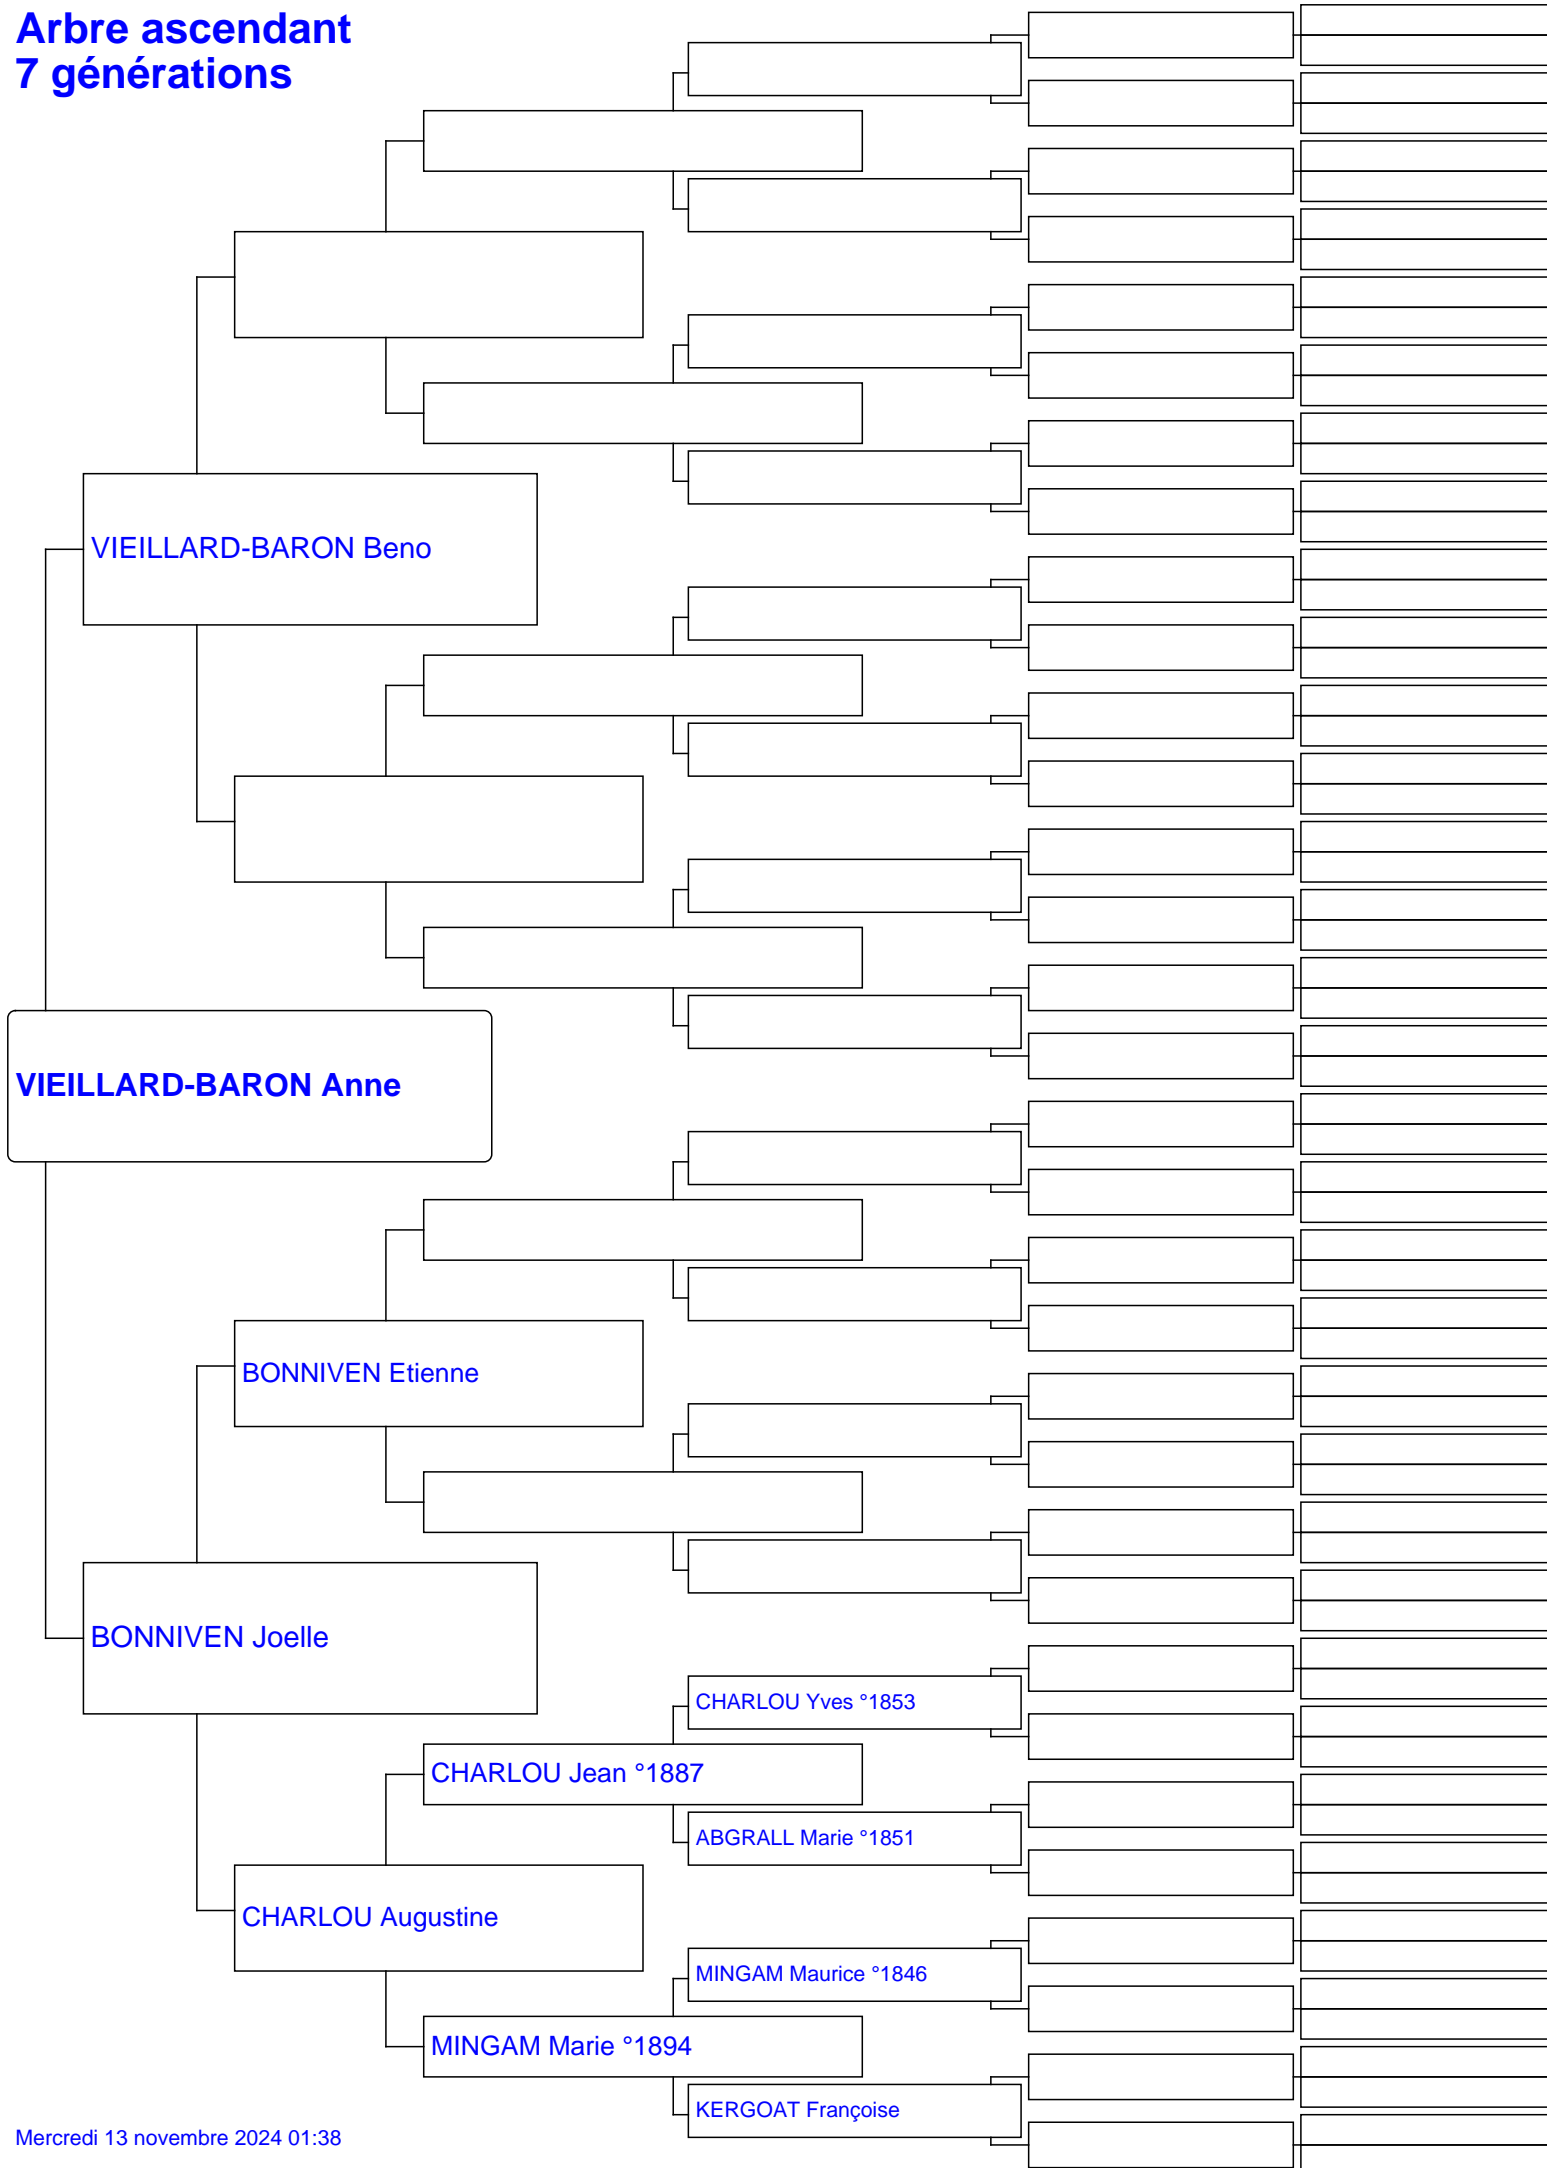 Arbre ascendant
7 générations
VIEILLARD-BARON Beno
VIEILLARD-BARON Anne
BONNIVEN Etienne
BONNIVEN Joelle
CHARLOU Yves °1853
CHARLOU Jean °1887
ABGRALL Marie °1851
CHARLOU Augustine
MINGAM Maurice °1846
MINGAM Marie °1894
KERGOAT Françoise
Mercredi 13 novembre 2024 01:38